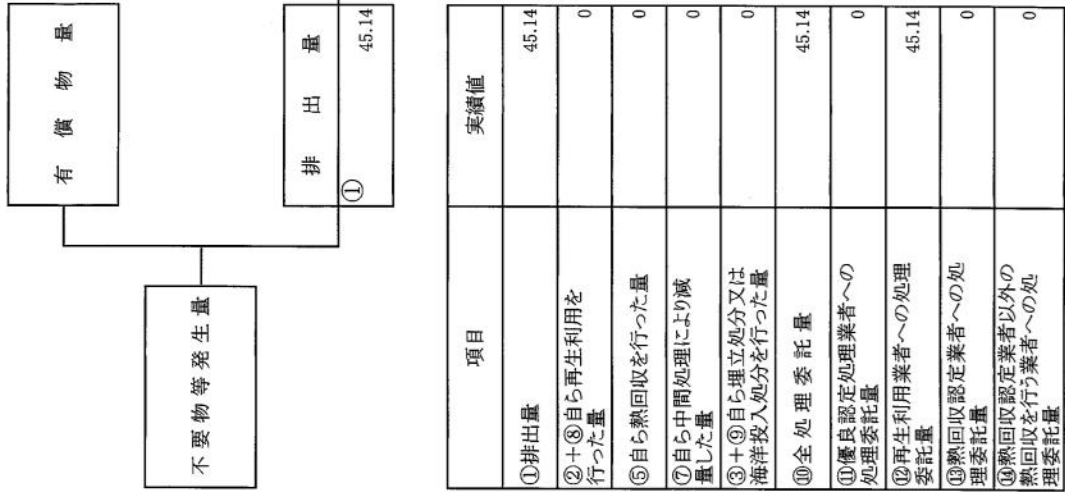 有償物量
不要物等発生量
排出量
①
45.14
項目
実績値
①排出量
45.14
②+⑧自ら再生利用を
行った量
0
⑤自ら熱回収を行った量
0
⑦自ら中間処理により減
量した量
0
③+⑨自ら埋立処分又は
海洋投入処分を行った量
0
⑩全処理委託量
45.14
⑪優良認定処理業者への
処理委託量
0
⑫再生利用業者への処理
委託量
45.14
⑬熱回収認定業者への処
理委託量
0
⑭熱回収認定業者以外の
熱回収を行う業者への処
理委託量
0